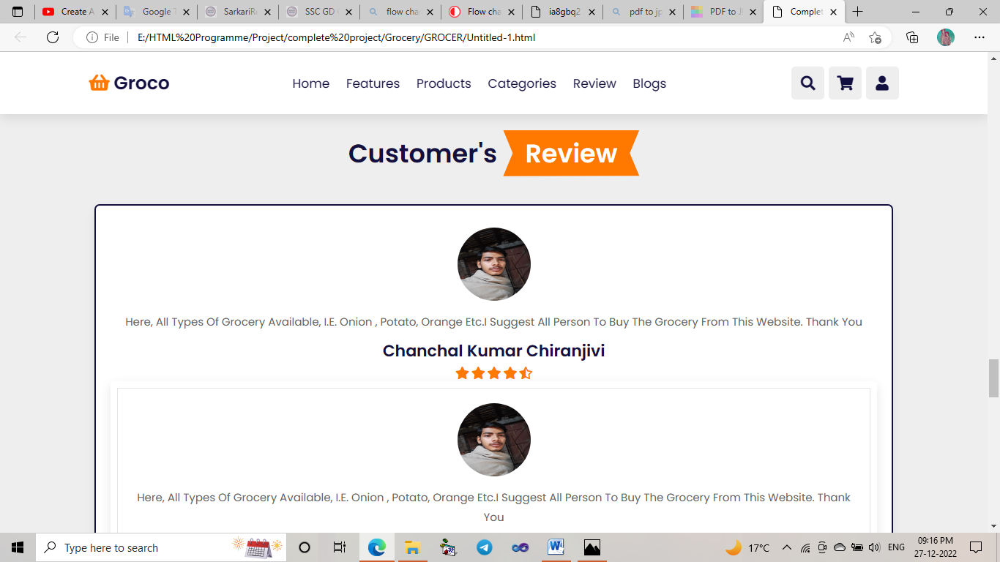 Create A
Google T
SarkariR
SSC GD
flow cha
Flow cha
ia8gbq2
pdf to jp
PDF to J
Complet
File
E:/HTML%20Programme/Project/complete%20project/Grocery/GROCER/Untitled-1.html
Groco
Home Features Products Categories Review Blogs
Customer's Review
Here, All Types Of Grocery Available, I.E. Onion , Potato, Orange Etc.I Suggest All Person To Buy The Grocery From This Website. Thank You
Chanchal Kumar Chiranjivi
Here, All Types Of Grocery Available, I.E. Onion , Potato, Orange Etc.I Suggest All Person To Buy The Grocery From This Website. Thank
You
Type here to search
17°C
ENG
09:16 PM
27-12-2022